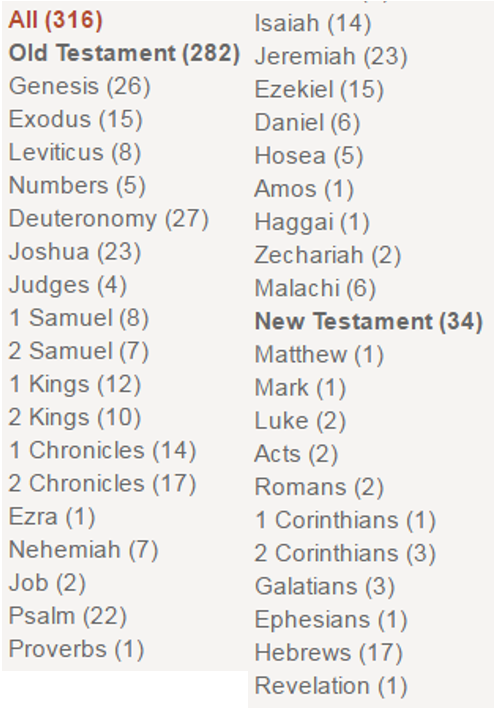 All (316)
Old Testament (282)
Genesis (26)
Exodus (15)
Leviticus (8)
Numbers (5)
Deuteronomy (27)
Joshua (23)
Judges (4)
1 Samuel (8)
2 Samuel (7)
1 Kings (12)
2 Kings (10)
1 Chronicles (14)
2 Chronicles (17)
Ezra (1)
Nehemiah (7)
Job (2)
Psalm (22)
Proverbs (1)
Isaiah (14)
Jeremiah (23)
Ezekiel (15)
Daniel (6)
Hosea (5)
Amos (1)
Haggai (1)
Zechariah (2)
Malachi (6)
New Testament (34)
Matthew (1)
Mark (1)
Luke (2)
Acts (2)
Romans (2)
1 Corinthians (1)
2 Corinthians (3)
Galatians (3)
Ephesians (1)
Hebrews (17)
Revelation (1)